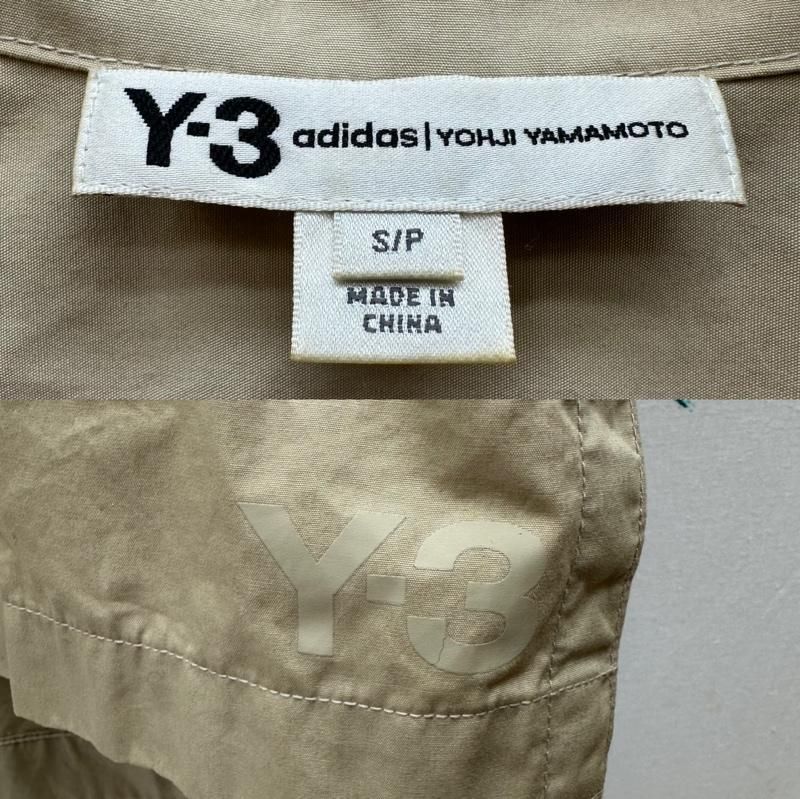 Y-3 adidas | YOHJI YAMAMOTO
S/P
MADE IN
CHINA
Y-3